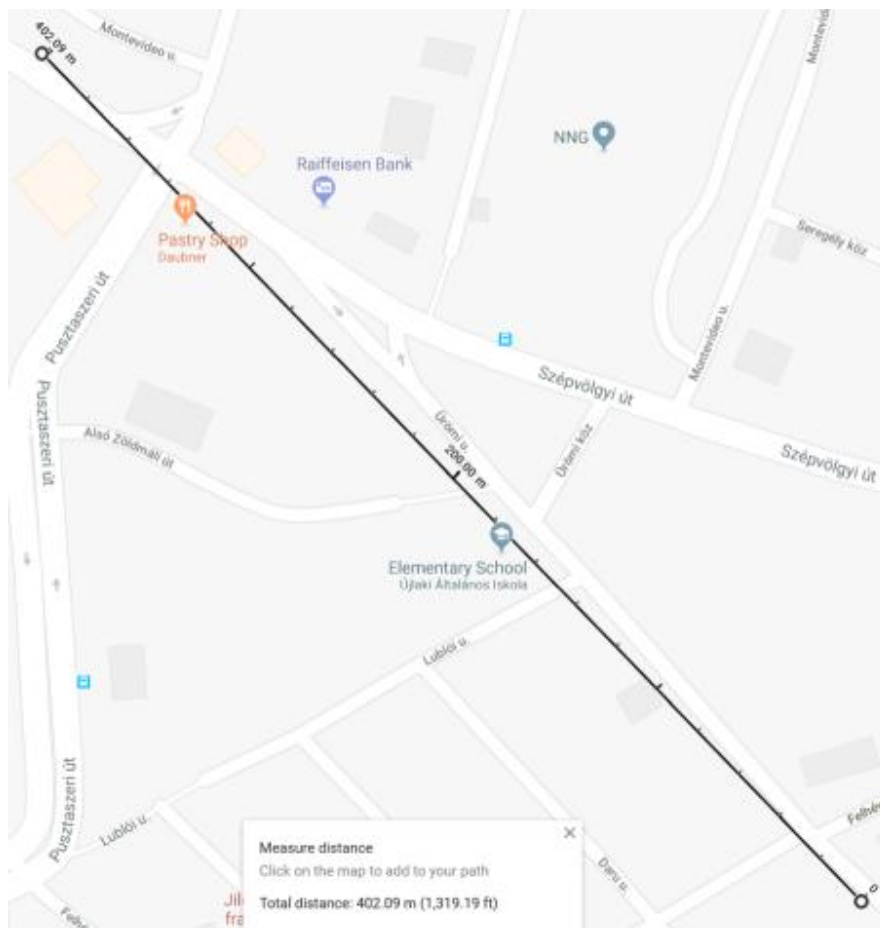 402.09 m
Montevideo u.
Montevideo u.
NNG
Raiffeisen Bank
Pastry Shop
Daubner
Seregély köz
Pusztaszeri út
Montevideo u.
Szépvölgyi út
Pusztaszeri út
Alsó Zöldmáli út
Ürömi u.
Ürömi köz
Szépvölgyi út
200.00 m
Elementary School
Újlaki Általános Iskola
Lublói u.
Pusztaszeri út
Lublói u.
Daru u.
0
Measure distance
Click on the map to add to your path
Total distance: 402.09 m (1,319.19 ft)